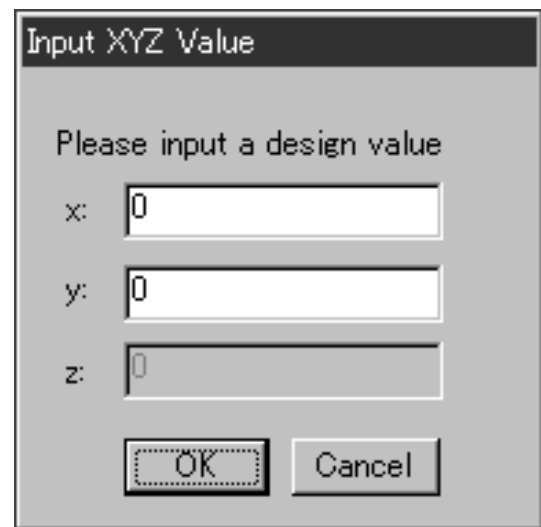 Input XYZ Value
Please input a design value
x: 0
y: 0
z: 0
OK Cancel